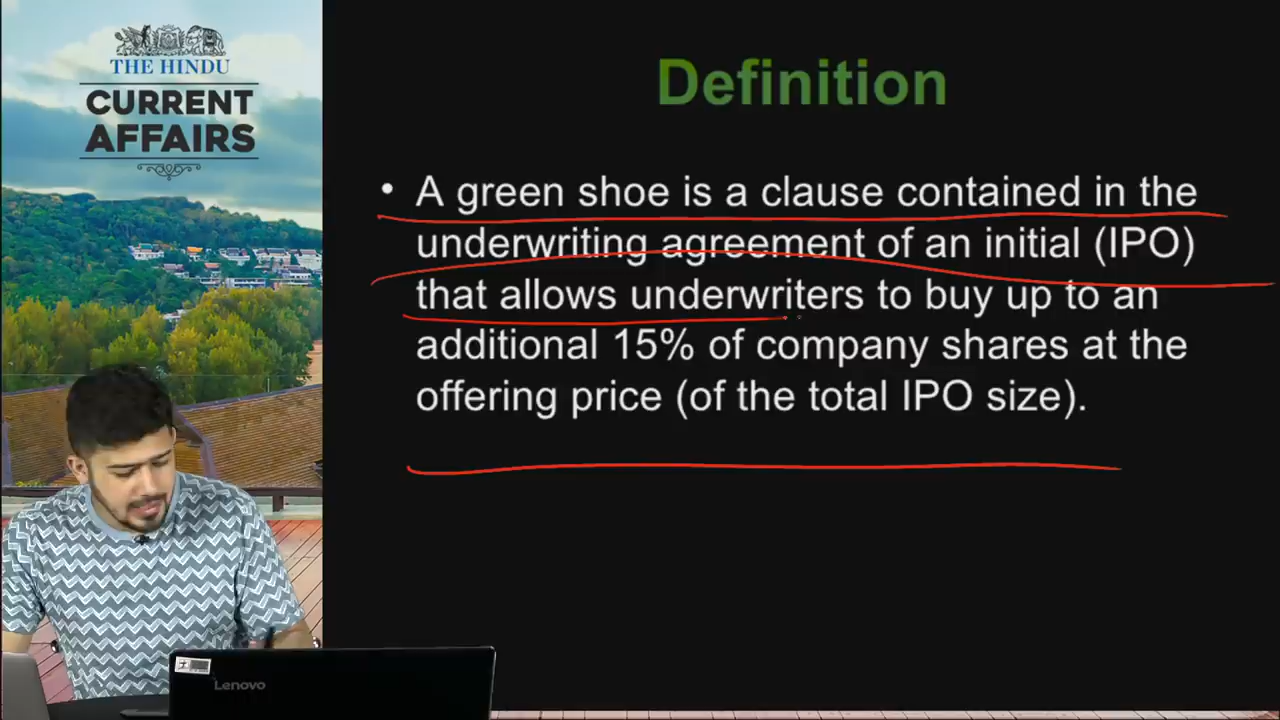 THE HINDU
CURRENT
AFFAIRS
Definition
• A green shoe is a clause contained in the
underwriting agreement of an initial (IPO)
that allows underwriters to buy up to an
additional 15% of company shares at the
offering price (of the total IPO size).
Lenovo